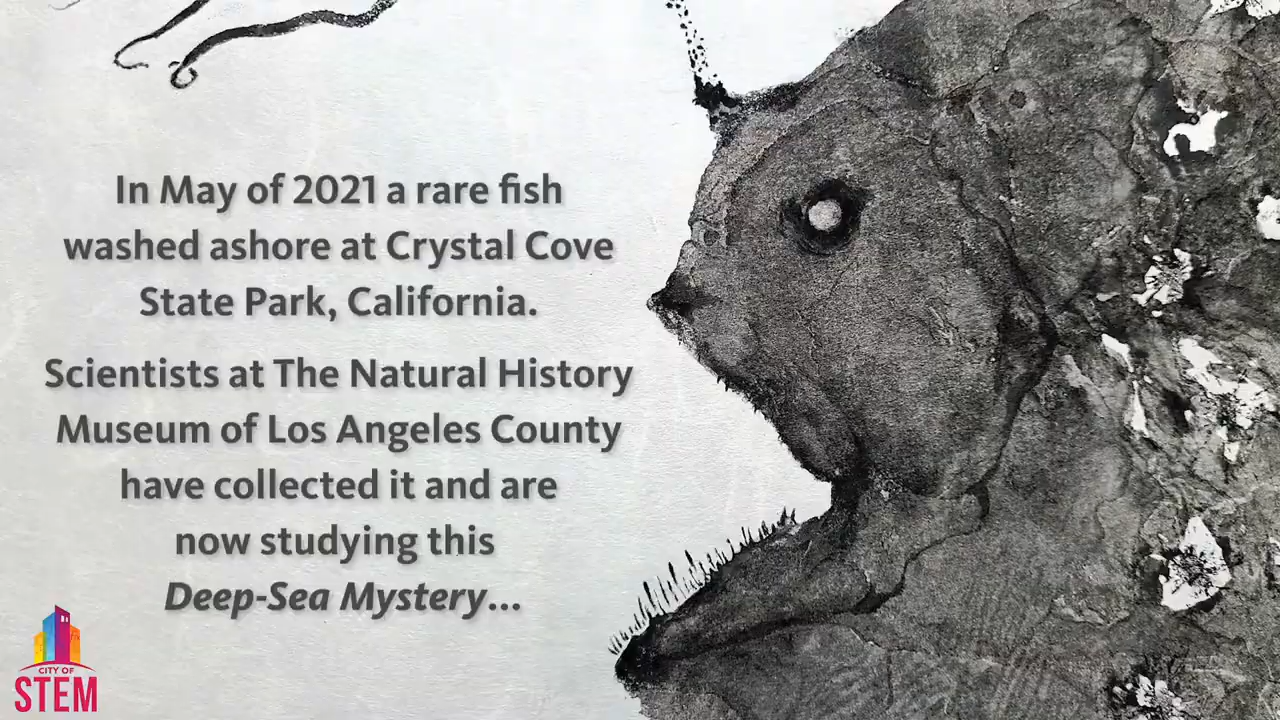 In May of 2021 a rare fish
washed ashore at Crystal Cove
State Park, California.
Scientists at The Natural History
Museum of Los Angeles County
have collected it and are
now studying this
Deep-Sea Mystery...
CITY OF
STEM